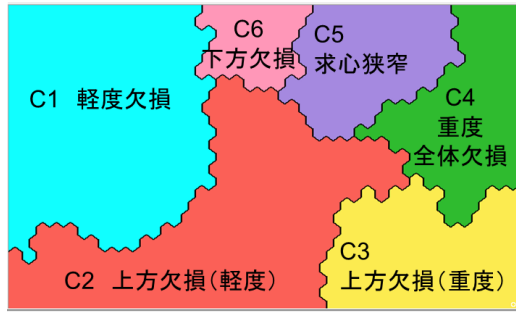 C6
下方欠損
C5
求心狭窄
C1 軽度欠損
C4
重度
全体欠損
C3
上方欠損(重度)
C2 上方欠損(軽度)